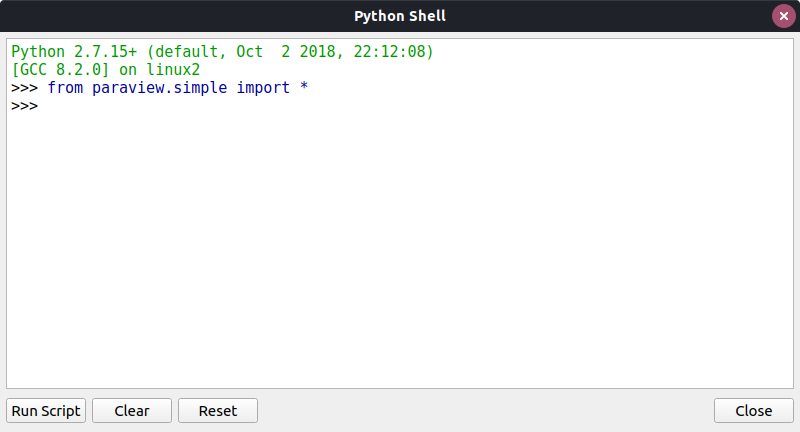 Python Shell
Python 2.7.15+ (default, Oct  2 2018, 22:12:08)
[GCC 8.2.0] on linux2
>>> from paraview.simple import *
>>>
Run Script Clear Reset Close